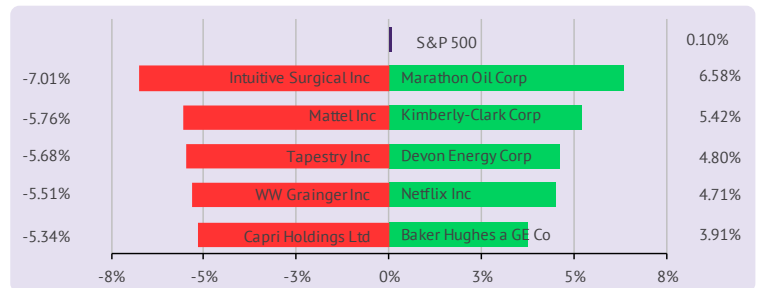 S&P 500 0.10%
-7.01% Intuitive Surgical Inc Marathon Oil Corp 6.58%
-5.76% Mattel Inc Kimberly-Clark Corp 5.42%
-5.68% Tapestry Inc Devon Energy Corp 4.80%
-5.51% WW Grainger Inc Netflix Inc 4.71%
-5.34% Capri Holdings Ltd Baker Hughes a GE Co 3.91%
-8% -5% -3% 0% 3% 5% 8%